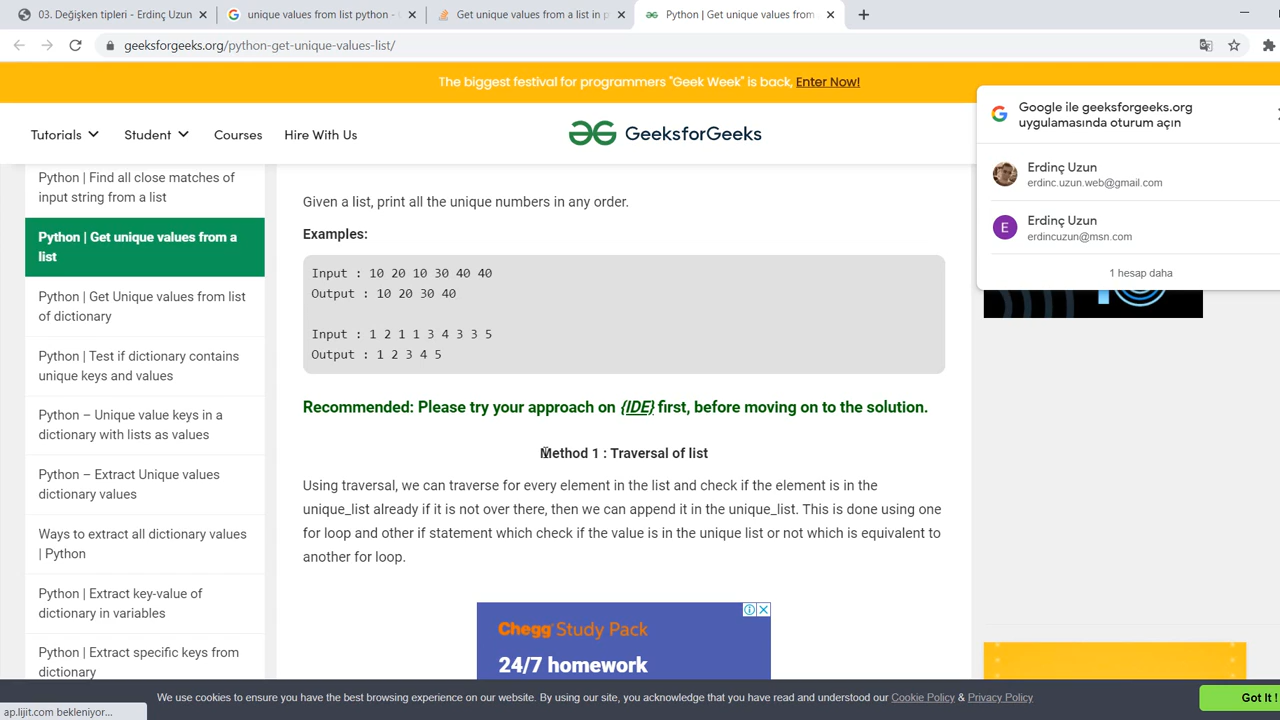 03. Değişken tipleri - Erdinç Uzun
unique values from list python -
Get unique values from a list in p
Python | Get unique values from
geeksforgeeks.org/python-get-unique-values-list/
The biggest festival for programmers "Geek Week" is back, Enter Now!
Tutorials
Student
Courses
Hire With Us
GeeksforGeeks
Google ile geeksforgeeks.org
uygulamasında oturum açın
Erdinç Uzun
erdinc.uzun.web@gmail.com
E
Erdinç Uzun
erdincuzun@msn.com
1 hesap daha
Python | Find all close matches of
input string from a list
Python | Get unique values from a
list
Python | Get Unique values from list
of dictionary
Python | Test if dictionary contains
unique keys and values
Python – Unique value keys in a
dictionary with lists as values
Python – Extract Unique values
dictionary values
Ways to extract all dictionary values
| Python
Python | Extract key-value of
dictionary in variables
Python | Extract specific keys from
dictionary
Given a list, print all the unique numbers in any order.
Examples:
Input : 10 20 10 30 40 40
Output : 10 20 30 40
Input : 1 2 1 1 3 4 3 3 5
Output : 1 2 3 4 5
Recommended: Please try your approach on {IDE} first, before moving on to the solution.
Method 1 : Traversal of list
Using traversal, we can traverse for every element in the list and check if the element is in the
unique_list already if it is not over there, then we can append it in the unique_list. This is done using one
for loop and other if statement which check if the value is in the unique list or not which is equivalent to
another for loop.
Chegg Study Pack
24/7 homework
We use cookies to ensure you have the best browsing experience on our website. By using our site, you acknowledge that you have read and understood our Cookie Policy & Privacy Policy
Got It !
ap.lijit.com bekleniyor...